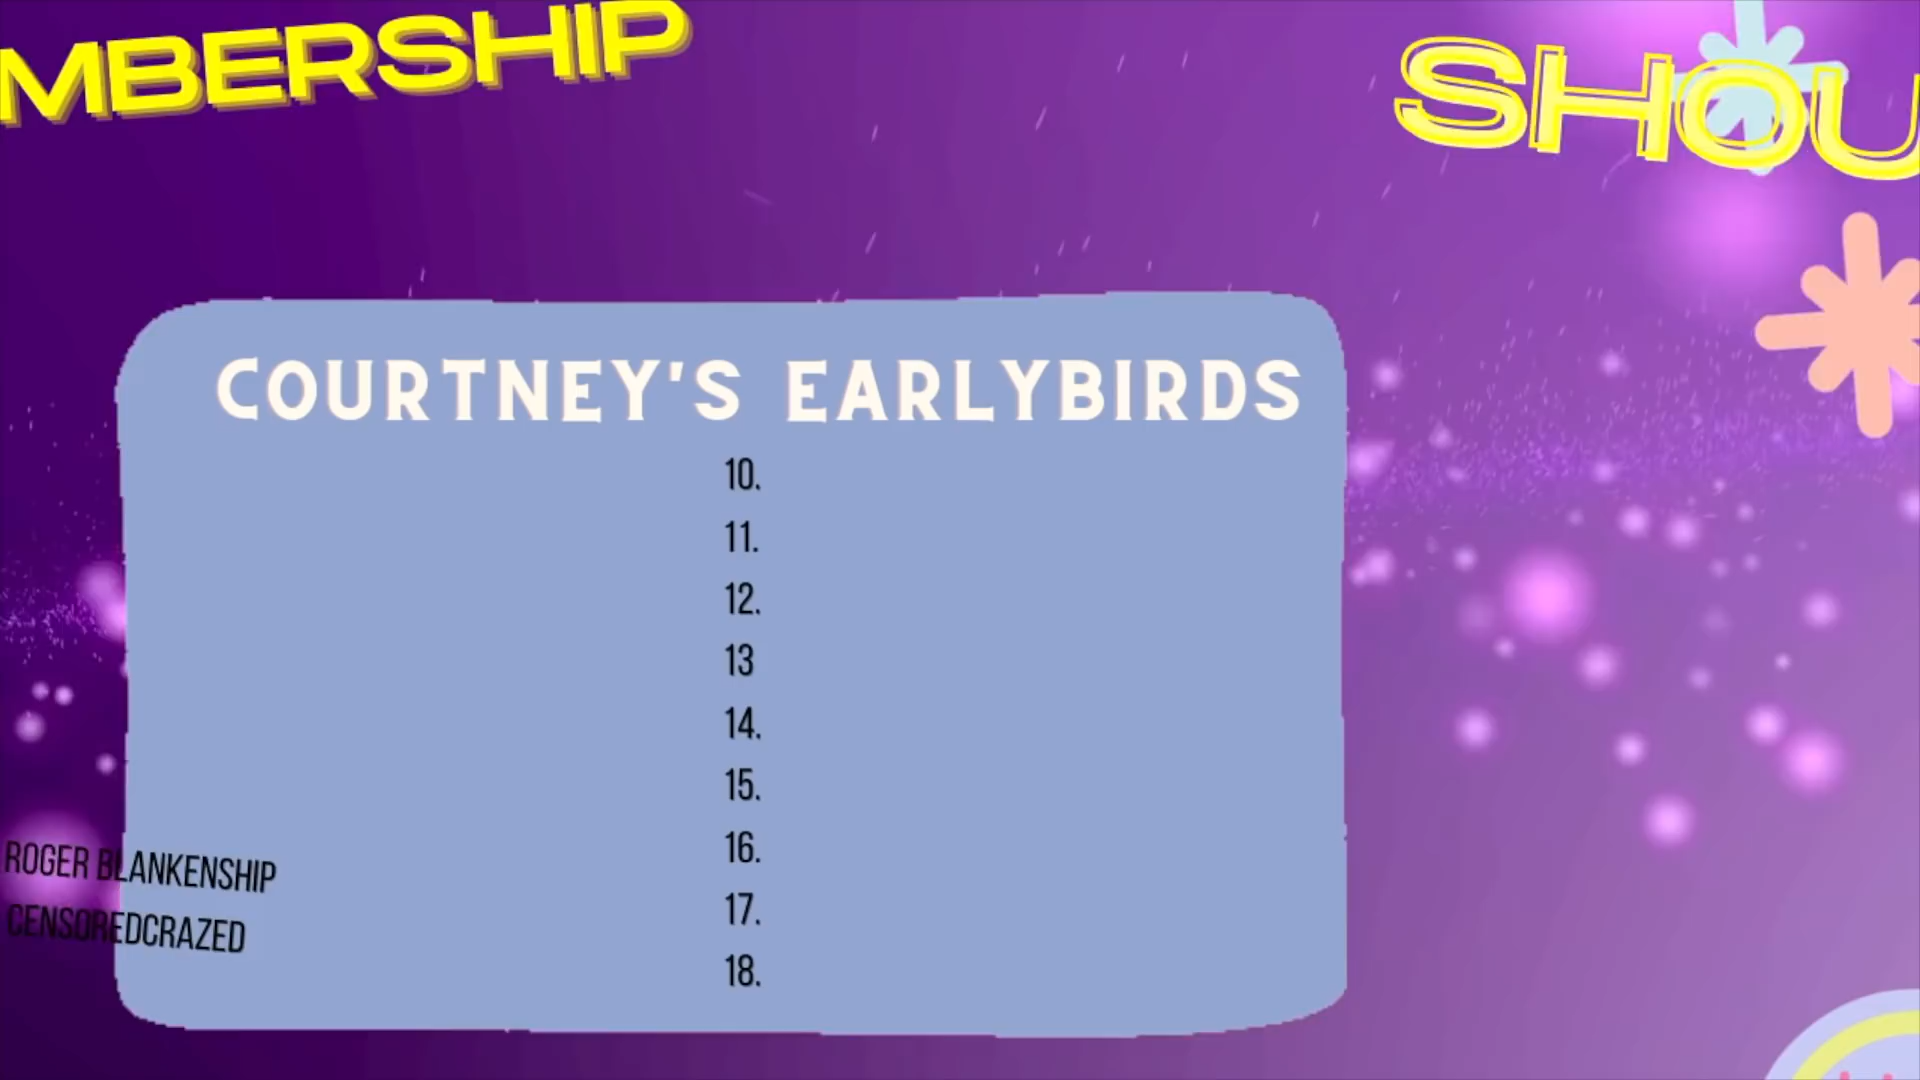 MBERSHIP
SHOU
COURTNEY'S EARLYBIRDS
10.
11.
12.
13
14.
15.
16.
17.
18.
ROGER BLANKENSHIP
CENSOREDCRAZED